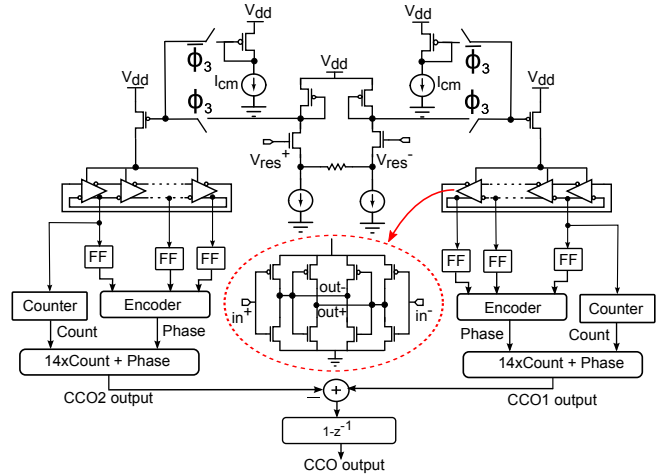 Vdd
Vdd
Vdd
Vdd
Vdd
Φ3
Icm
Φ3
Φ3
Icm
Φ3
Vres+
Vres-
FF
FF
FF
FF
FF
FF
Counter
Encoder
in+
out-
out+
in-
Encoder
Counter
Count
Phase
Phase
Count
14xCount + Phase
14xCount + Phase
CCO2 output
−
+
CCO1 output
1-z-1
CCO output